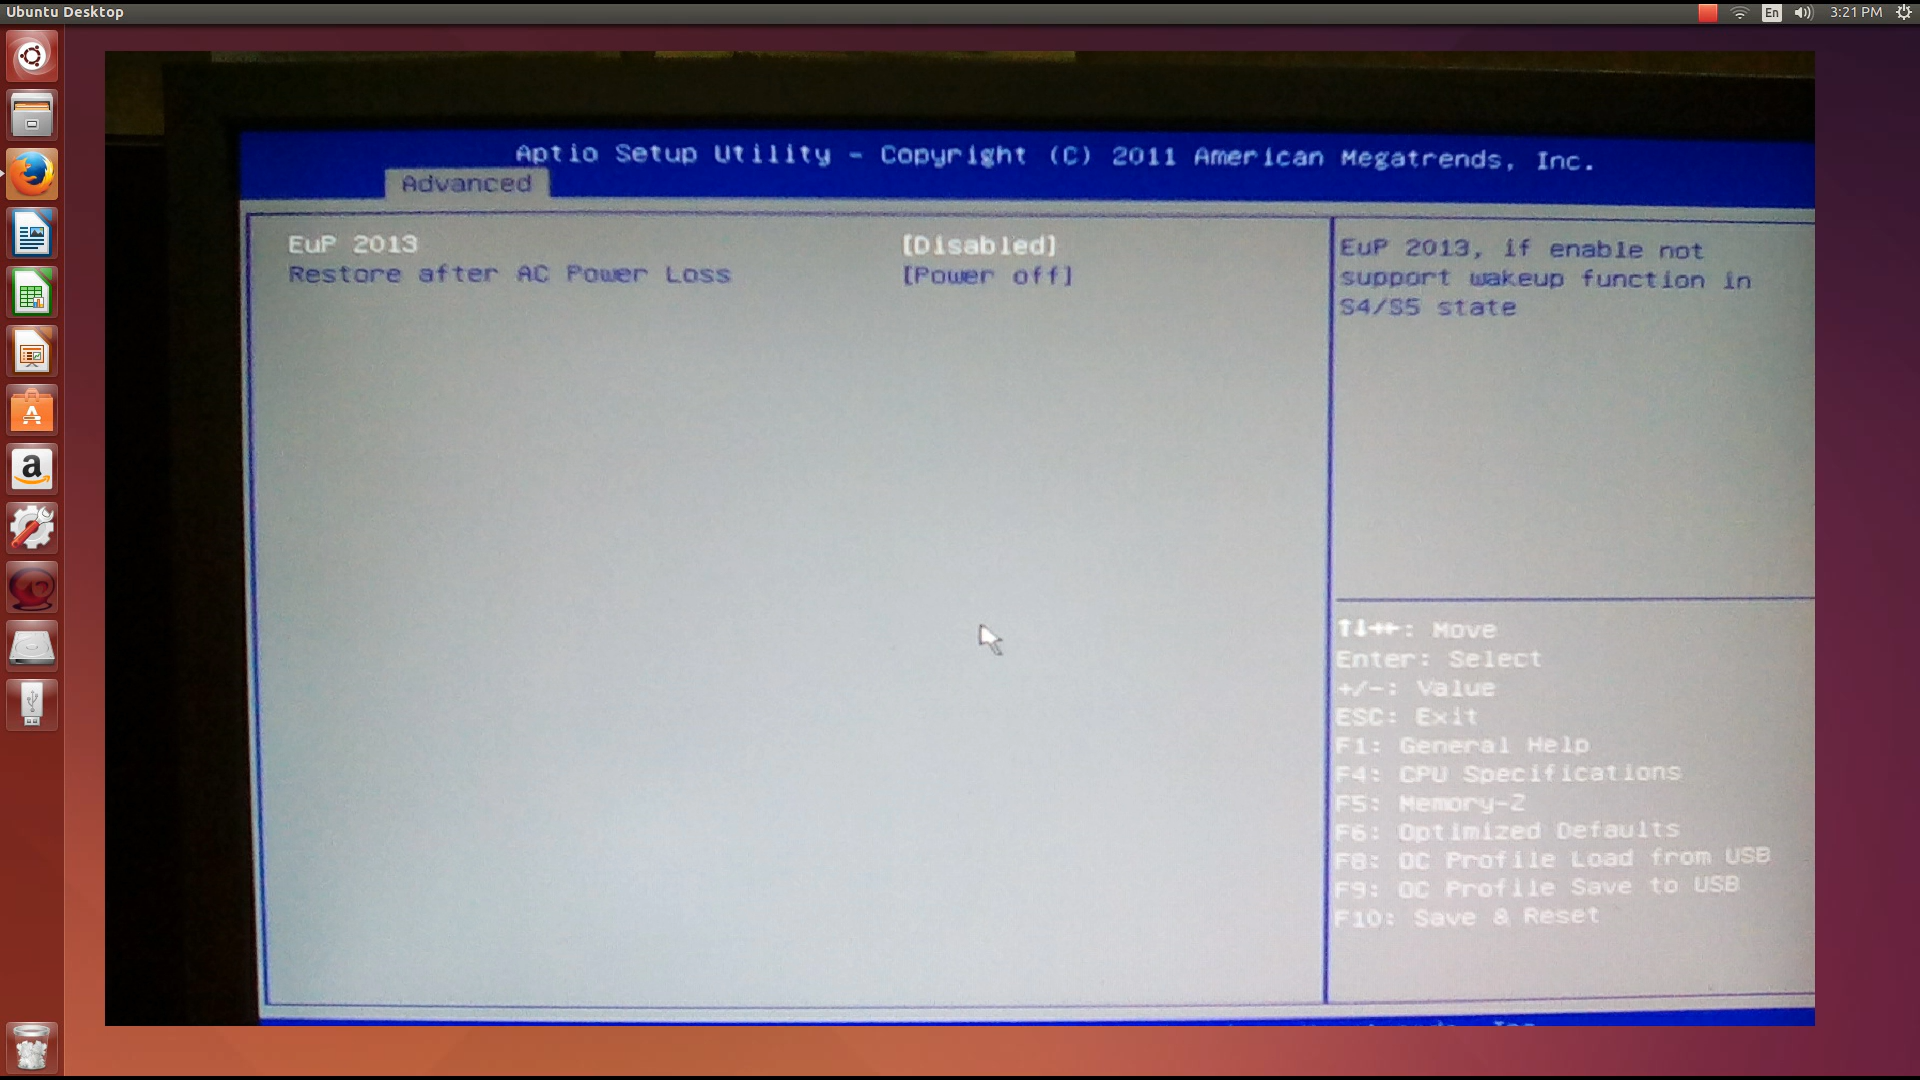 Ubuntu Desktop
En
3:21 PM
Aptio Setup Utility - Copyright (C) 2011 American Megatrends, Inc.
Advanced
EuP 2013 [Disabled]
Restore after AC Power Loss [Power off]
EuP 2013, if enable not
support wakeup function in
S4/S5 state
↑↓→←: Move
Enter: Select
+/-: Value
ESC: Exit
F1: General Help
F4: CPU Specifications
F5: Memory-Z
F6: Optimized Defaults
F8: OC Profile Load from USB
F9: OC Profile Save to USB
F10: Save & Reset